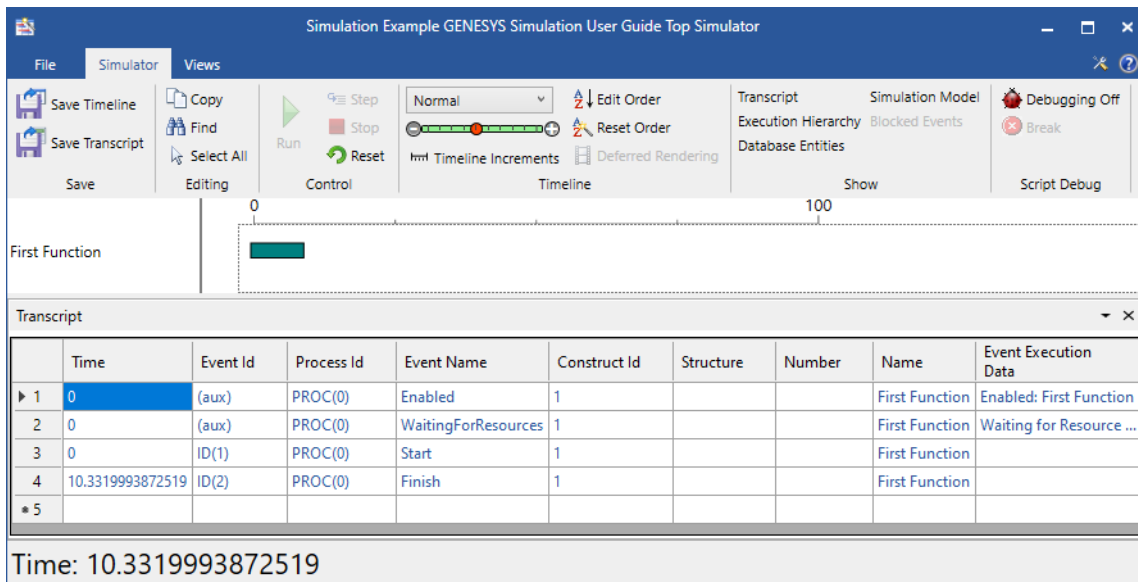 Simulation Example GENESYS Simulation User Guide Top Simulator
File Simulator Views
Save Timeline
Save Transcript
Save
Copy
Find
Select All
Editing
Run
Step
Stop
Reset
Control
Normal
Timeline Increments
Edit Order
Reset Order
Deferred Rendering
Timeline
Transcript
Execution Hierarchy
Database Entities
Simulation Model
Blocked Events
Show
Debugging Off
Break
Script Debug
0 100
First Function
Transcript
Time Event Id Process Id Event Name Construct Id Structure Number Name Event Execution Data
1 0 (aux) PROC(0) Enabled 1 First Function Enabled: First Function
2 0 (aux) PROC(0) WaitingForResources 1 First Function Waiting for Resource ...
3 0 ID(1) PROC(0) Start 1 First Function
4 10.3319993872519 ID(2) PROC(0) Finish 1 First Function
5
Time: 10.3319993872519